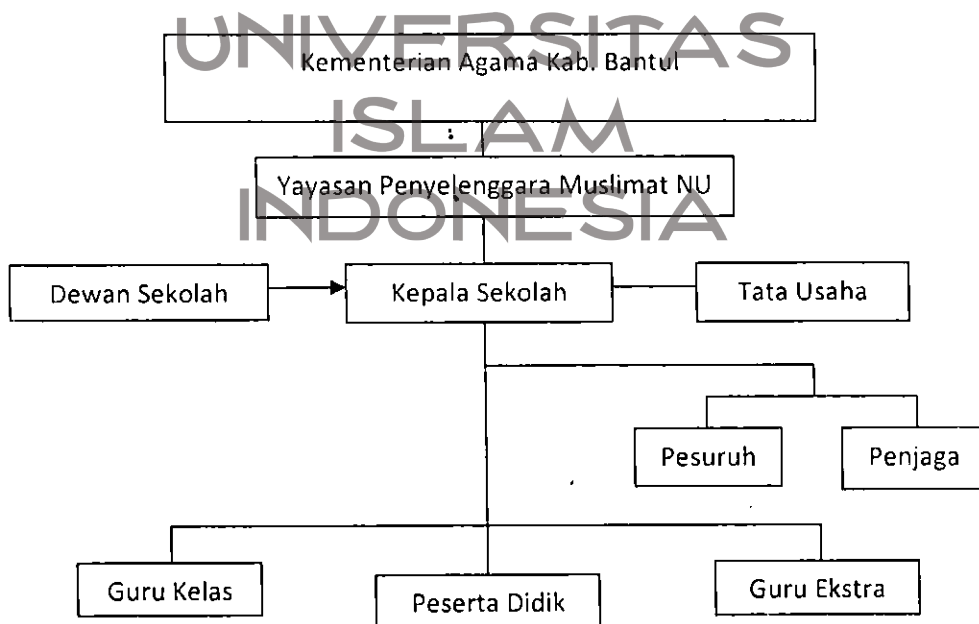 UNIVERSITAS
Kementerian Agama Kab. Bantul
ISLAM
Yayasan Penyelenggara Muslimat NU
INDONESIA
Dewan Sekolah
Kepala Sekolah
Tata Usaha
Pesuruh
Penjaga
Guru Kelas
Peserta Didik
Guru Ekstra